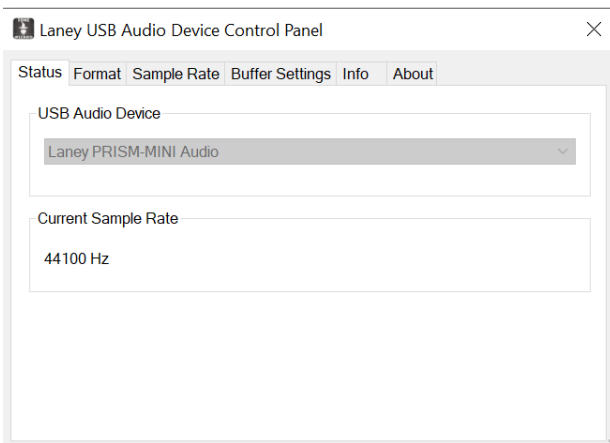 Laney USB Audio Device Control Panel
Status Format Sample Rate Buffer Settings Info About
USB Audio Device
Laney PRISM-MINI Audio
Current Sample Rate
44100 Hz